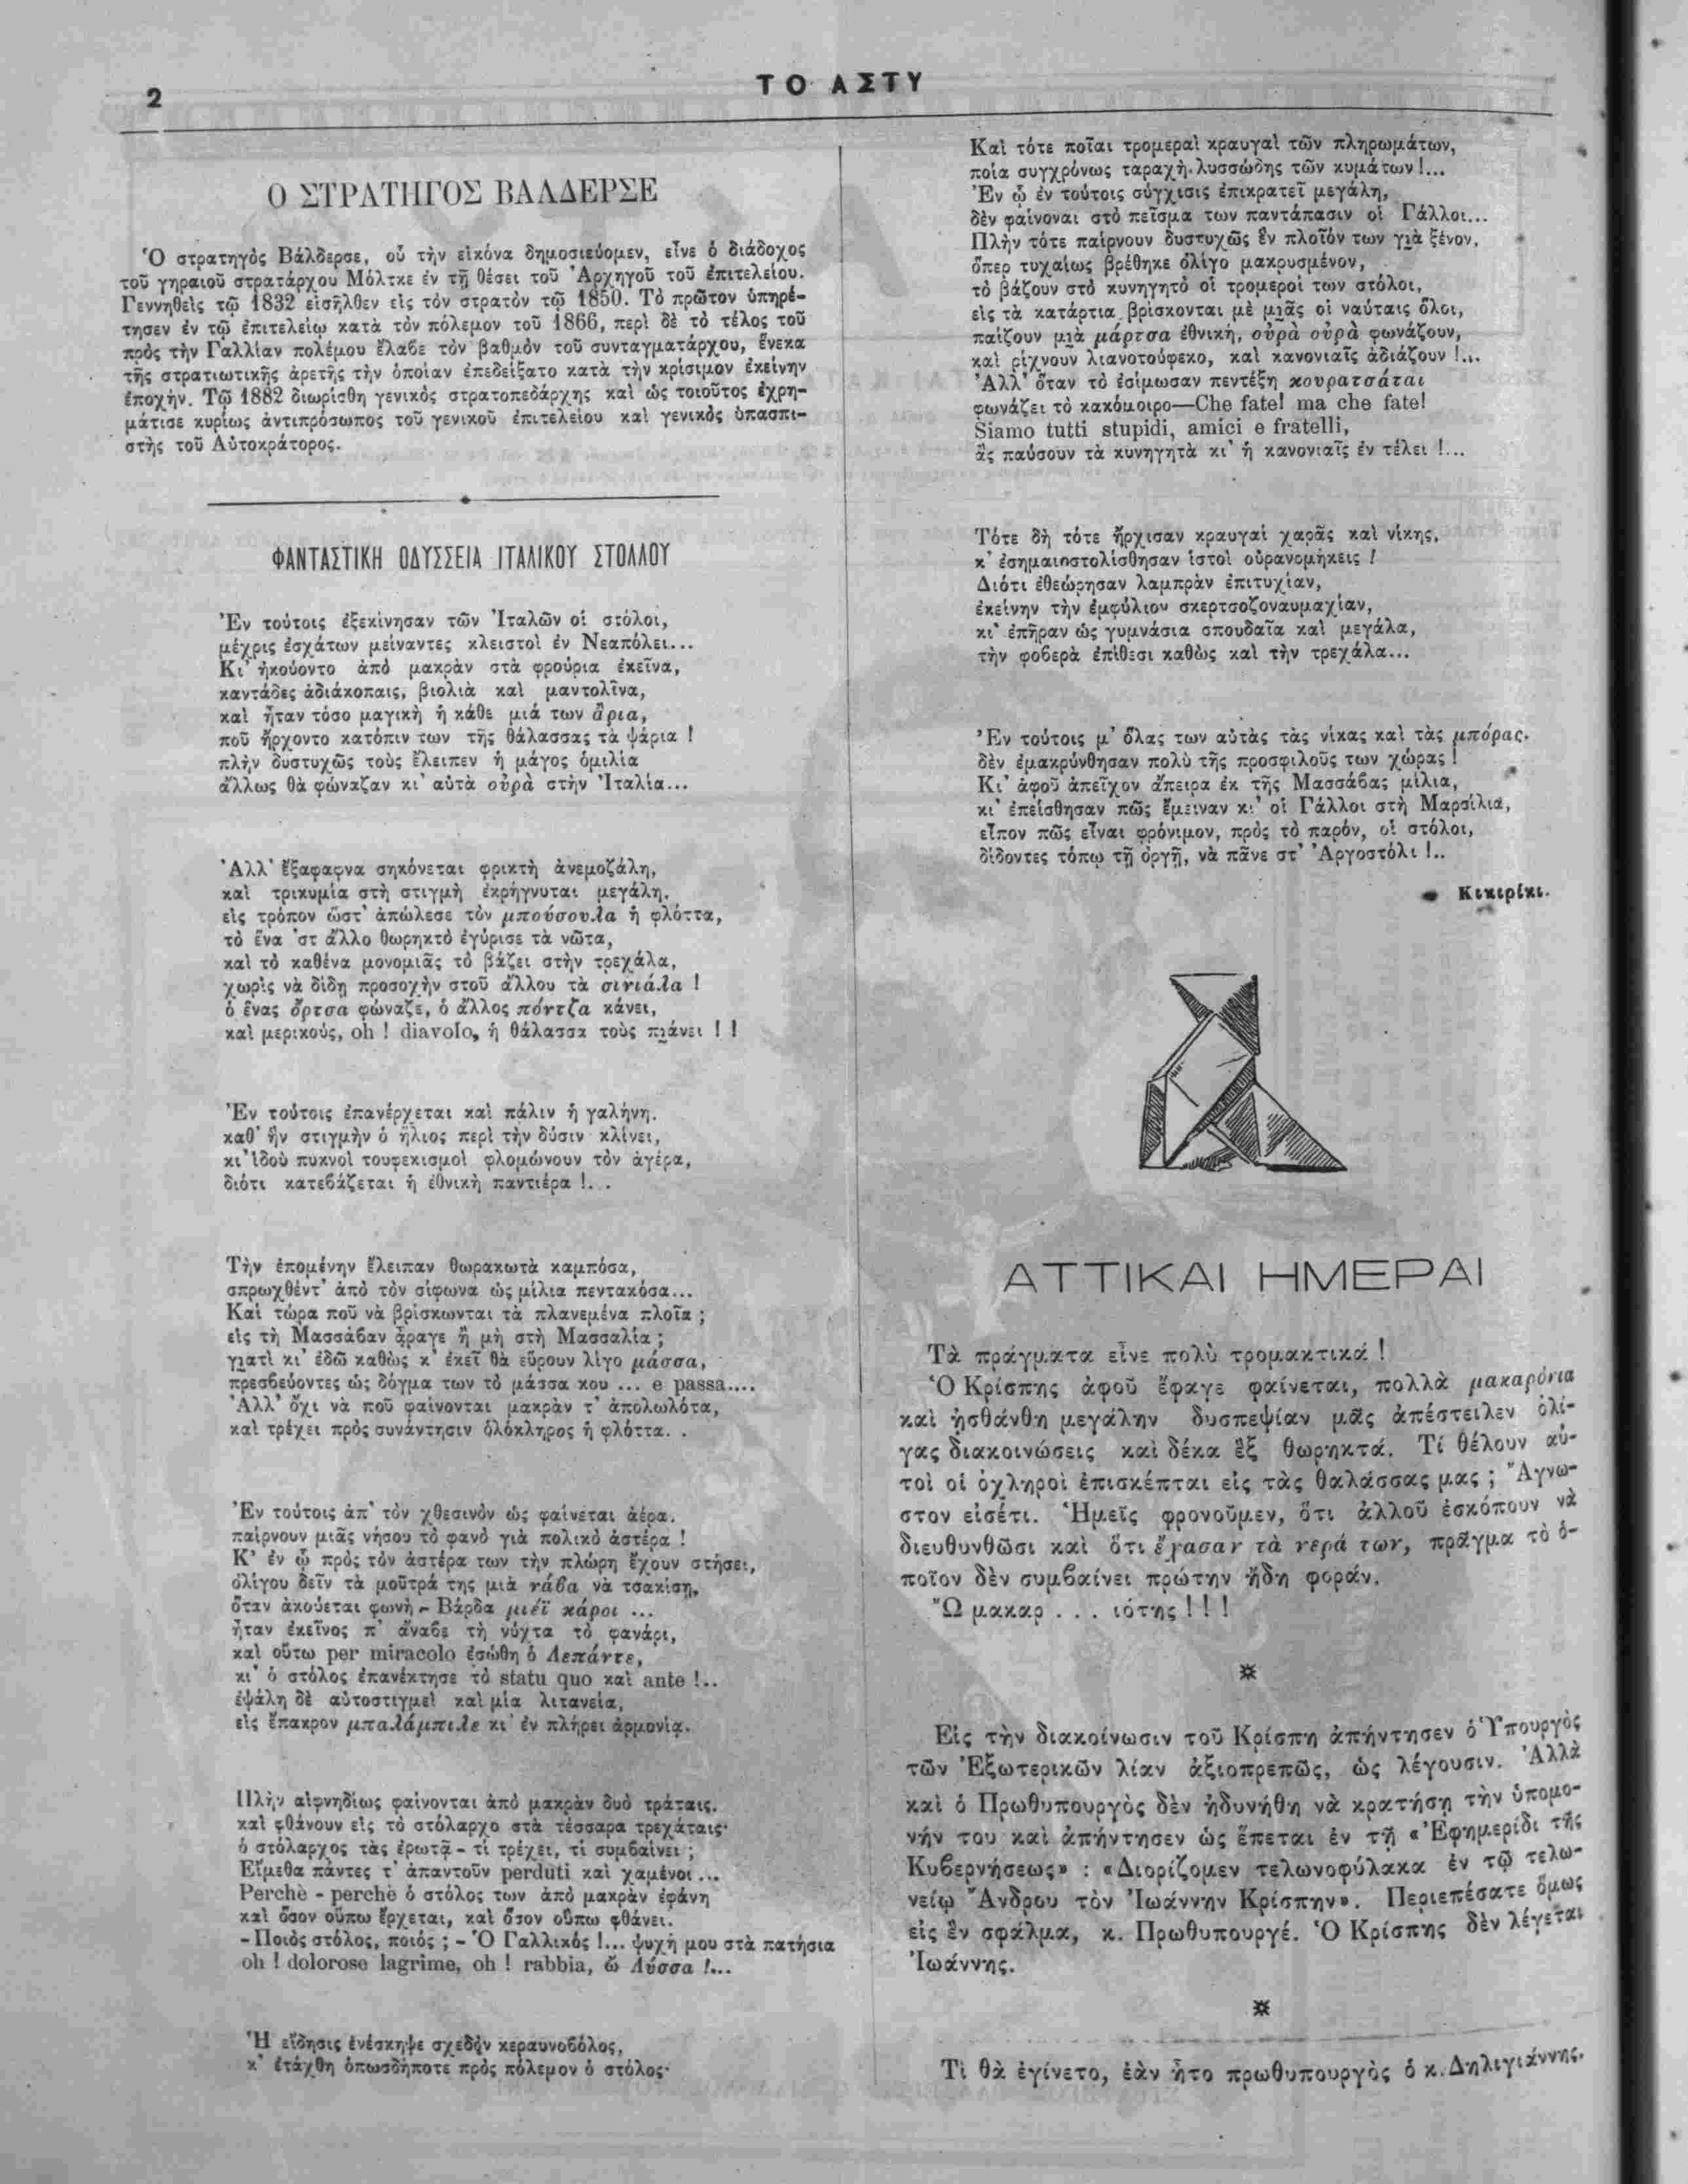 2
ΤΟ ΑΣΤΥ
Ο ΣΤΡΑΤΗΓΟΣ ΒΑΛΔΕΡΣΕ
Ὁ στρατηγὸς Βάλδερσε, οὗ τὴν εἰκόνα δημοσιεύομεν, εἶνε ὁ διάδοχος
τοῦ γηραιοῦ στρατάρχου Μόλτκε ἐν τῇ θέσει τοῦ Ἀρχηγοῦ τοῦ ἐπιτελείου.
Γεννηθεὶς τῷ 1832 εἰσῆλθεν εἰς τὸν στρατὸν τῷ 1850. Τὸ πρῶτον ὑπηρέ-
τησεν ἐν τῷ ἐπιτελείῳ κατὰ τὸν πόλεμον τοῦ 1866, περὶ δὲ τὸ τέλος τοῦ
πρὸς τὴν Γαλλίαν πολέμου ἔλαβε τὸν βαθμὸν τοῦ συνταγματάρχου, ἕνεκα
τῆς στρατιωτικῆς ἀρετῆς τὴν ὁποίαν ἐπεδείξατο κατὰ τὴν κρίσιμον ἐκείνην
ἐποχήν. Τῷ 1882 διωρίσθη γενικὸς στρατοπεδάρχης καὶ ὡς τοιοῦτος ἐχρη-
μάτισε κυρίως ἀντιπρόσωπος τοῦ γενικοῦ ἐπιτελείου καὶ γενικὸς ὑπασπι-
στὴς τοῦ Αὐτοκράτορος.
ΦΑΝΤΑΣΤΙΚΗ ΟΔΥΣΣΕΙΑ ΙΤΑΛΙΚΟΥ ΣΤΟΛΛΟΥ
Ἐν τούτοις ἐξεκίνησαν τῶν Ἰταλῶν οἱ στόλοι,
μέχρις ἐσχάτων μείναντες κλειστοὶ ἐν Νεαπόλει...
Κι' ἠκούοντο ἀπὸ μακρὰν στὰ φρούρια ἐκεῖνα,
καντάδες ἀδιάκοπαις, βιολιὰ καὶ μαντολῖνα,
καὶ ἦταν τόσο μαγικὴ ἡ κάθε μιά των ἄρια,
ποῦ ἤρχοντο κατόπιν των τῆς θάλασσας τὰ ψάρια !
πλὴν δυστυχῶς τοὺς ἔλειπεν ἡ μάγος ὁμιλία
ἄλλως θὰ φώναζαν κι' αὐτὰ οὐρὰ στὴν Ἰταλία...
Ἀλλ' ἔξαφαφνα σηκόνεται φρικτὴ ἀνεμοζάλη,
καὶ τρικυμία στὴ στιγμὴ ἐκρήγνυται μεγάλη,
εἰς τρόπον ὥστ' ἀπώλεσε τὸν μπούσουλα ἡ φλόττα,
τὸ ἕνα 'στ ἄλλο θωρηκτὸ ἐγύρισε τὰ νῶτα,
καὶ τὸ καθένα μονομιᾶς τὸ βάζει στὴν τρεχάλα,
χωρὶς νὰ δίδῃ προσοχὴν στοῦ ἄλλου τὰ σινιάλα !
ὁ ἕνας ὄρτσα φώναζε, ὁ ἄλλος πόντζα κάνει,
καὶ μερικούς, oh ! diavolo, ἡ θάλασσα τοὺς πιάνει ! !
Ἐν τούτοις ἐπανέρχεται καὶ πάλιν ἡ γαλήνη.
καθ' ἣν στιγμὴν ὁ ἥλιος περὶ τὴν δύσιν κλίνει,
κι' ἰδοὺ πυκνοὶ τουφεκισμοὶ φλομώνουν τὸν ἀγέρα,
διότι κατεβάζεται ἡ ἐθνικὴ παντιέρα !...
Τὴν ἐπομένην ἔλειπαν θωρακωτὰ καμπόσα,
σπρωχθέντ' ἀπὸ τὸν σίφωνα ὡς μίλια πεντακόσα...
Καὶ τώρα ποῦ νὰ βρίσκωνται τὰ πλανεμένα πλοῖα ;
εἰς τὴ Μασσάβαν ἆραγε ἢ μὴ στὴ Μασσαλία ;
γιατὶ κι' ἐδῶ καθὼς κ' ἐκεῖ θὰ εὕρουν λίγο μάσσα,
πρεσβεύοντες ὡς δόγμα των τὸ μάσσα κου ... e passa....
Ἀλλ' ὄχι νὰ ποῦ φαίνονται μακρὰν τ' ἀπολωλότα,
καὶ τρέχει πρὸς συνάντησιν ὁλόκληρος ἡ φλόττα. .
Ἐν τούτοις ἀπ' τὸν χθεσινὸν ὡς φαίνεται ἀέρα.
παίρνουν μιᾶς νήσου τὸ φανὸ γιὰ πολικὸ ἀστέρα !
Κ' ἐν ᾧ πρὸς τὸν ἀστέρα των τὴν πλώρη ἔχουν στήσει,
ὀλίγου δεῖν τὰ μοῦτρά της μιὰ νάβα νὰ τσακίσῃ,
ὅταν ἀκούεται φωνὴ - Βάρδα μιέϊ κάροι ...
ἦταν ἐκεῖνος π' ἄναβε τὴ νύχτα τὸ φανάρι,
καὶ οὕτω per miracolo ἐσώθη ὁ Λεπάντε,
κι' ὁ στόλος ἐπανέκτησε τὸ statu quo καὶ ante !..
ἐψάλη δὲ αὐτοστιγμεὶ καὶ μία λιτανεία,
εἰς ἔπακρον μπαλάμπιλε κι' ἐν πλήρει ἁρμονίᾳ.
Πλὴν αἰφνηδίως φαίνονται ἀπὸ μακρὰν δυὸ τράταις.
καὶ φθάνουν εἰς τὸ στόλαρχο στὰ τέσσαρα τρεχάταις·
ὁ στόλαρχος τὰς ἐρωτᾷ - τί τρέχει, τί συμβαίνει ;
Εἴμεθα πάντες τ' ἀπαντοῦν perduti καὶ χαμένοι...
Perchè - perchè ὁ στόλος των ἀπὸ μακρὰν ἐφάνη
καὶ ὅσον οὔπω ἔρχεται, καὶ ὅσον οὔπω φθάνει.
- Ποιὸς στόλος, ποιὸς ; - Ὁ Γαλλικός !... ψυχή μου στὰ πατήσια
oh ! dolorose lagrime, oh ! rabbia, ὦ Λύσσα !...
Ἡ εἴδησις ἐνέσκηψε σχεδὸν κεραυνοβόλος,
κ' ἐτάχθη ὁπωσδήποτε πρὸς πόλεμον ὁ στόλος·
Καὶ τότε ποῖαι τρομεραὶ κραυγαὶ τῶν πληρωμάτων,
ποία συγχρόνως ταραχὴ λυσσώδης τῶν κυμάτων !...
Ἐν ᾧ ἐν τούτοις σύγχισις ἐπικρατεῖ μεγάλη,
δὲν φαίνοναι στὸ πεῖσμα των παντάπασιν οἱ Γάλλοι...
Πλὴν τότε παίρνουν δυστυχῶς ἓν πλοῖόν των γιὰ ξένον,
ὅπερ τυχαίως βρέθηκε ὀλίγο μακρυσμένον,
τὸ βάζουν στὸ κυνηγητὸ οἱ τρομεροί των στόλοι,
εἰς τὰ κατάρτια βρίσκονται μὲ μιᾶς οἱ ναύταις ὅλοι,
παίζουν μιὰ μάρτσα ἐθνική, οὐρὰ οὐρὰ φωνάζουν,
καὶ ρίχνουν λιανοτούφεκο, καὶ κανονιαῖς ἀδιάζουν !...
Ἀλλ' ὅταν τὸ ἐσίμωσαν πεντέξη κουρατσάται
φωνάζει τὸ κακόμοιρο—Che fate! ma che fate!
Siamo tutti stupidi, amici e fratelli,
ἂς παύσουν τὰ κυνηγητὰ κι' ἡ κανονιαῖς ἐν τέλει !...
Τότε δὴ τότε ἤρχισαν κραυγαὶ χαρᾶς καὶ νίκης,
κ' ἐσημαιοστολίσθησαν ἱστοὶ οὐρανομήκεις !
Διότι ἐθεώρησαν λαμπρὰν ἐπιτυχίαν,
ἐκείνην τὴν ἐμφύλιον σκερτσοζοναυμαχίαν,
κι' ἐπῆραν ὡς γυμνάσια σπουδαῖα καὶ μεγάλα,
τὴν φοβερὰ ἐπίθεσι καθὼς καὶ τὴν τρεχάλα...
Ἐν τούτοις μ' ὅλας των αὐτὰς τὰς νίκας καὶ τὰς μπόρας.
δὲν ἐμακρύνθησαν πολὺ τῆς προσφιλοῦς των χώρας !
Κι' ἀφοῦ ἀπεῖχον ἄπειρα ἐκ τῆς Μασσάβας μίλια,
κι' ἐπείσθησαν πῶς ἔμειναν κι' οἱ Γάλλοι στὴ Μαρσίλια,
εἶπον πῶς εἶναι φρόνιμον, πρὸς τὸ παρόν, οἱ στόλοι,
δίδοντες τόπῳ τῇ ὀργῇ, νὰ πᾶνε στ' Ἀργοστόλι !..
Κικιρίκι.
ΑΤΤΙΚΑΙ ΗΜΕΡΑΙ
Τὰ πράγματα εἶνε πολὺ τρομακτικά !
Ὁ Κρίσπης ἀφοῦ ἔφαγε φαίνεται, πολλὰ μακαρόνια
καὶ ᾐσθάνθη μεγάλην δυσπεψίαν μᾶς ἀπέστειλεν ὀλί-
γας διακοινώσεις καὶ δέκα ἓξ θωρηκτά. Τί θέλουν αὐ-
τοὶ οἱ ὀχληροὶ ἐπισκέπται εἰς τὰς θαλάσσας μας ; Ἄγνω-
στον εἰσέτι. Ἡμεῖς φρονοῦμεν, ὅτι ἀλλοῦ ἐσκόπουν νὰ
διευθυνθῶσι καὶ ὅτι ἔχασαν τὰ νερά των, πρᾶγμα τὸ ὁ-
ποῖον δὲν συμβαίνει πρώτην ἤδη φοράν.
Ὢ μακαρ . . . ιότης ! ! !
Εἰς τὴν διακοίνωσιν τοῦ Κρίσπη ἀπήντησεν ὁ Ὑπουργὸς
τῶν Ἐξωτερικῶν λίαν ἀξιοπρεπῶς, ὡς λέγουσιν. Ἀλλὰ
καὶ ὁ Πρωθυπουργὸς δὲν ἠδυνήθη νὰ κρατήσῃ τὴν ὑπομο-
νήν του καὶ ἀπήντησεν ὡς ἕπεται ἐν τῇ «Ἐφημερίδι τῆς
Κυβερνήσεως» : «Διορίζομεν τελωνοφύλακα ἐν τῷ τελω-
νείῳ Ἄνδρου τὸν Ἰωάννην Κρίσπην». Περιεπέσατε ὅμως
εἰς ἓν σφάλμα, κ. Πρωθυπουργέ. Ὁ Κρίσπης δὲν λέγεται
Ἰωάννης.
Τὶ θὰ ἐγίνετο, ἐὰν ἦτο πρωθυπουργὸς ὁ κ. Δηλιγιάννης.